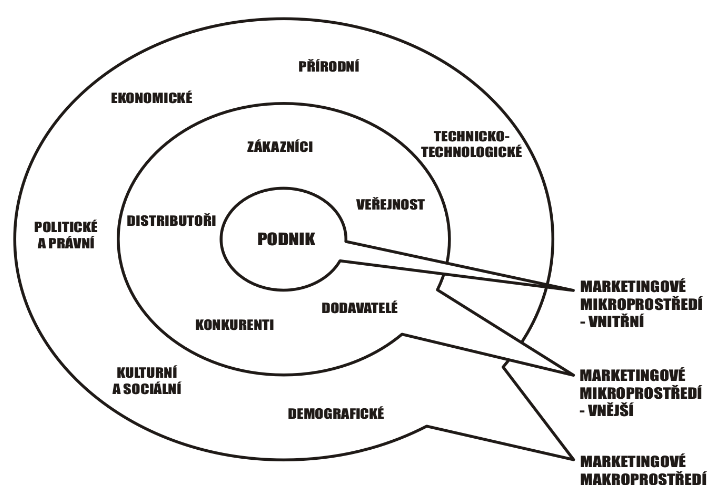 PŘÍRODNÍ
EKONOMICKÉ
TECHNICKO-
TECHNOLOGICKÉ
ZÁKAZNÍCI
VEŘEJNOST
DISTRIBUTOŘI
POLITICKÉ
A PRÁVNÍ
PODNIK
MARKETINGOVÉ
MIKROPROSTŘEDÍ
- VNITŘNÍ
DODAVATELÉ
KONKURENTI
KULTURNÍ
A SOCIÁLNÍ
MARKETINGOVÉ
MIKROPROSTŘEDÍ
- VNĚJŠÍ
DEMOGRAFICKÉ
MARKETINGOVÉ
MAKROPROSTŘEDÍ